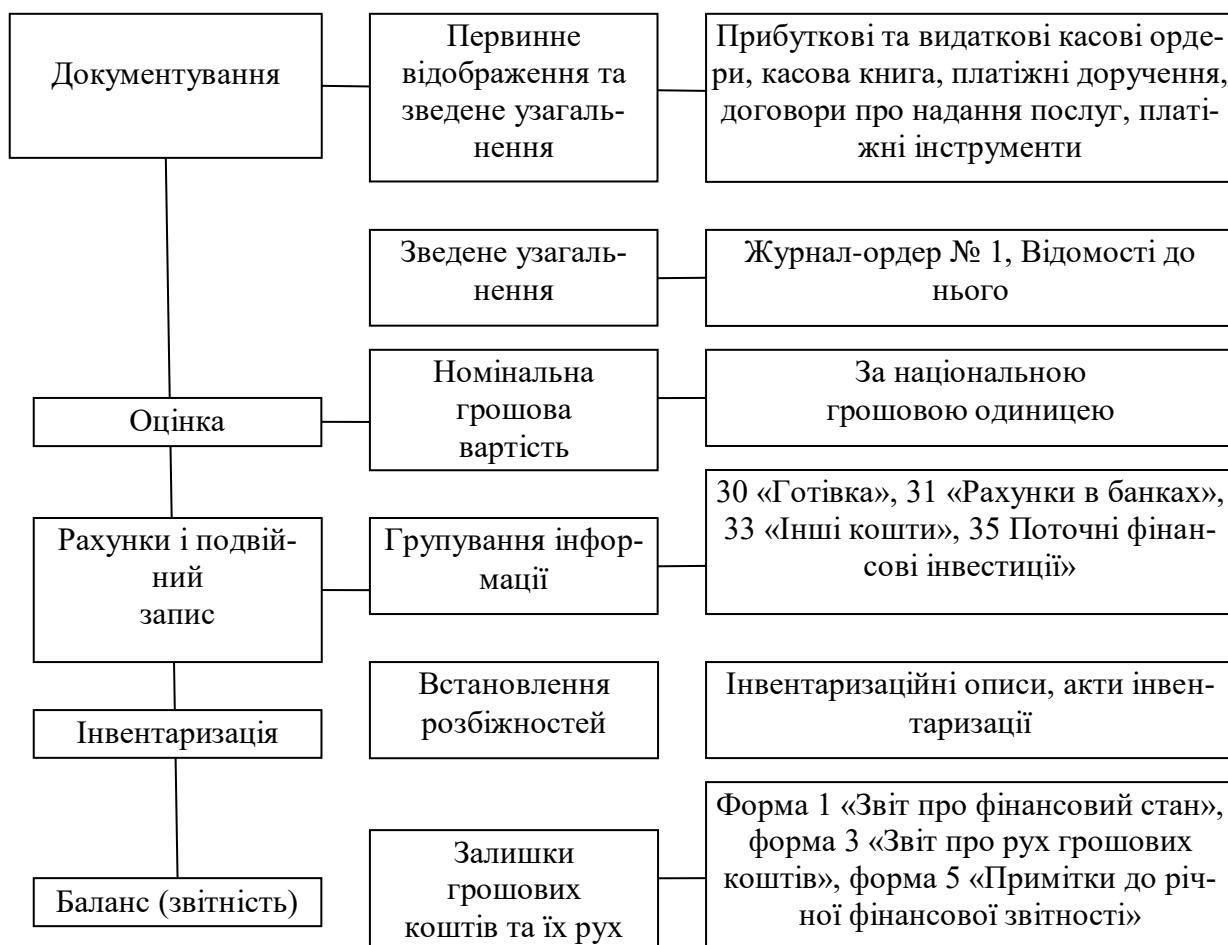 Документування
Первинне
відображення та
зведене узагаль-
нення
Прибуткові та видаткові касові орде-
ри, касова книга, платіжні доручення,
договори про надання послуг, платі-
жні інструменти
Зведене узагаль-
нення
Журнал-ордер № 1, Відомості до
нього
Оцінка
Номінальна
грошова
вартість
За національною
грошовою одиницею
Рахунки і подвій-
ний
запис
Групування інфор-
мації
30 «Готівка», 31 «Рахунки в банках»,
33 «Інші кошти», 35 Поточні фінан-
сові інвестиції»
Інвентаризація
Встановлення
розбіжностей
Інвентаризаційні описи, акти інвен-
таризації
Баланс (звітність)
Залишки
грошових
коштів та їх рух
Форма 1 «Звіт про фінансовий стан»,
форма 3 «Звіт про рух грошових
коштів», форма 5 «Примітки до річ-
ної фінансової звітності»